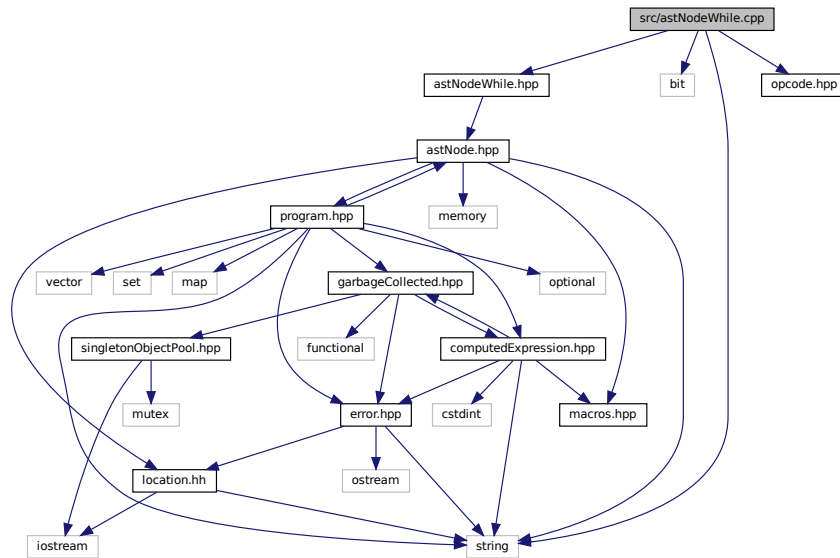 src/astNodeWhile.cpp
astNodeWhile.hpp
bit
opcode.hpp
astNode.hpp
program.hpp
memory
vector
set
map
garbageCollected.hpp
optional
singletonObjectPool.hpp
functional
computedExpression.hpp
mutex
error.hpp
cstdint
macros.hpp
location.hh
ostream
iostream
string